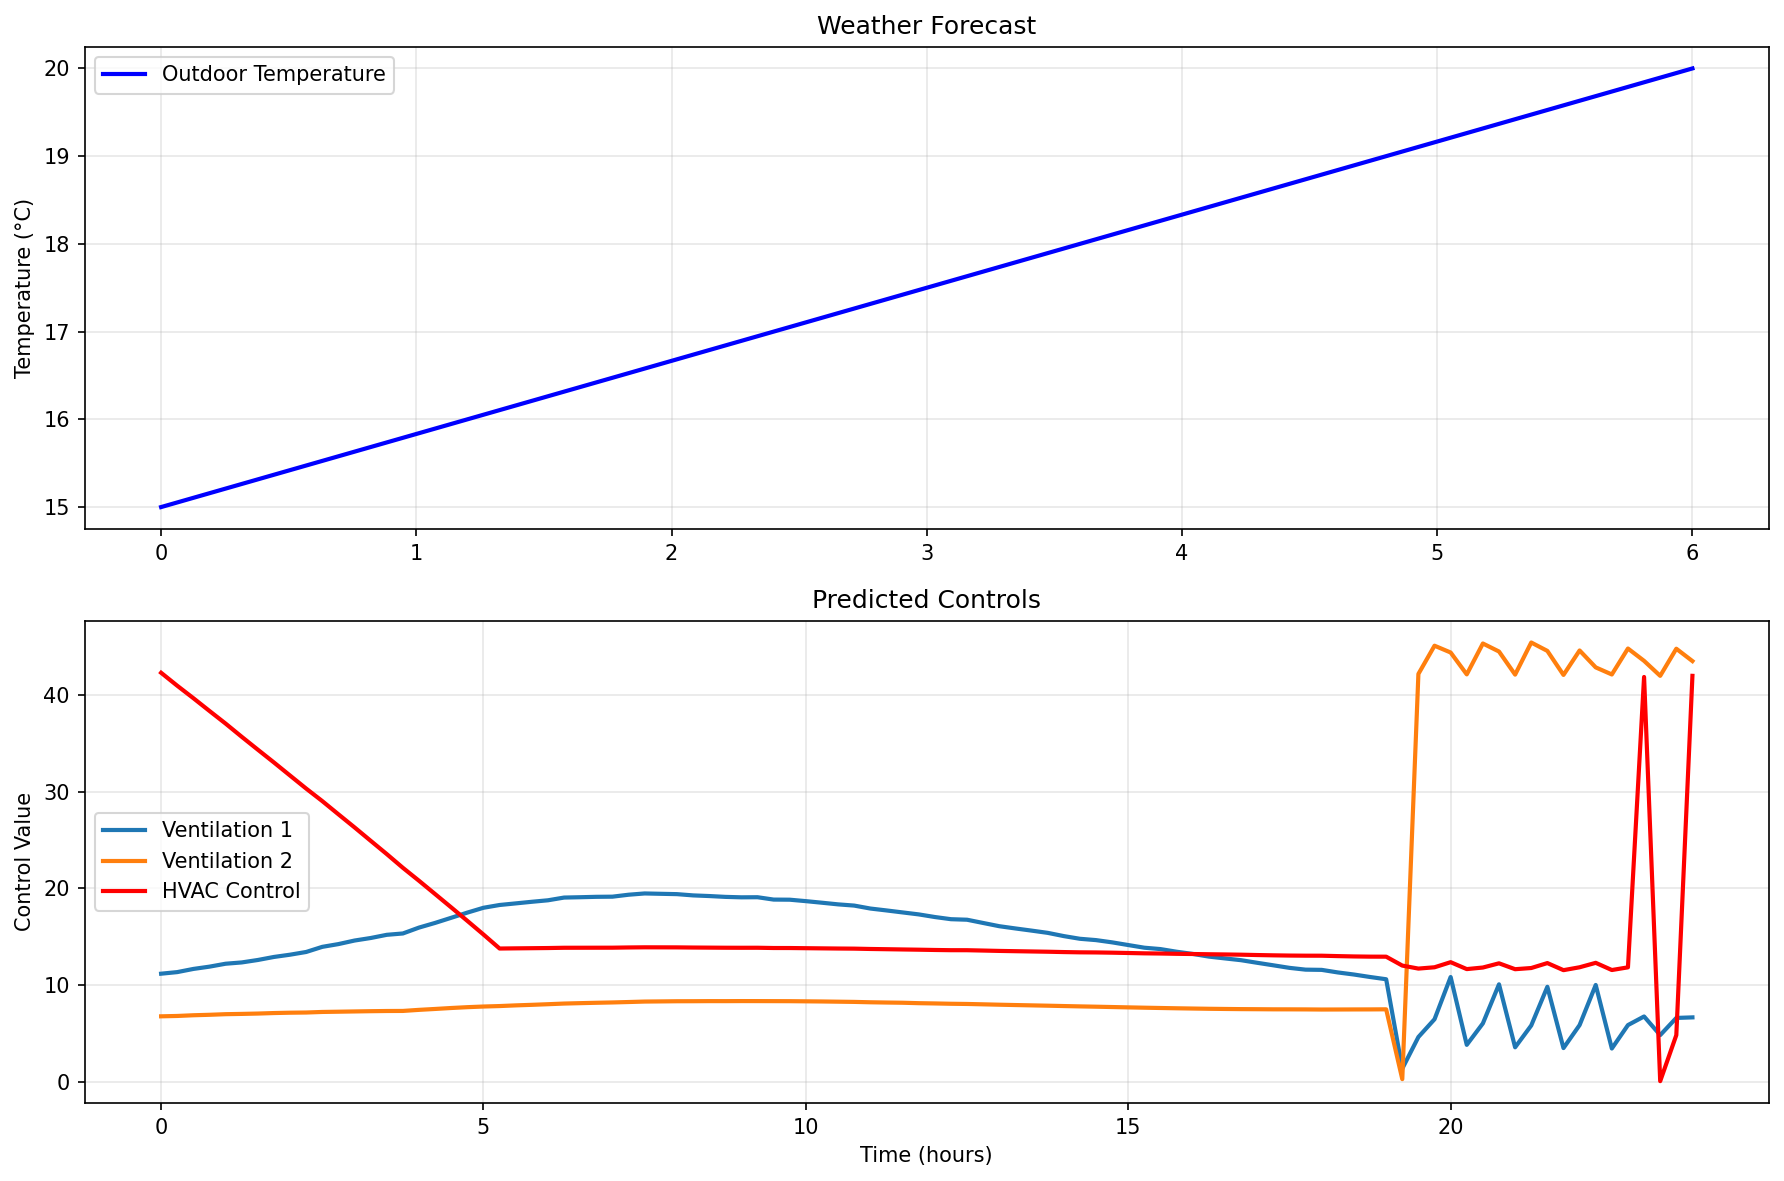 Weather Forecast
Outdoor Temperature
Temperature (°C)
20
19
18
17
16
15
0 1 2 3 4 5 6
Predicted Controls
Control Value
40
30
20
10
0
Ventilation 1
Ventilation 2
HVAC Control
0 5 10 15 20
Time (hours)